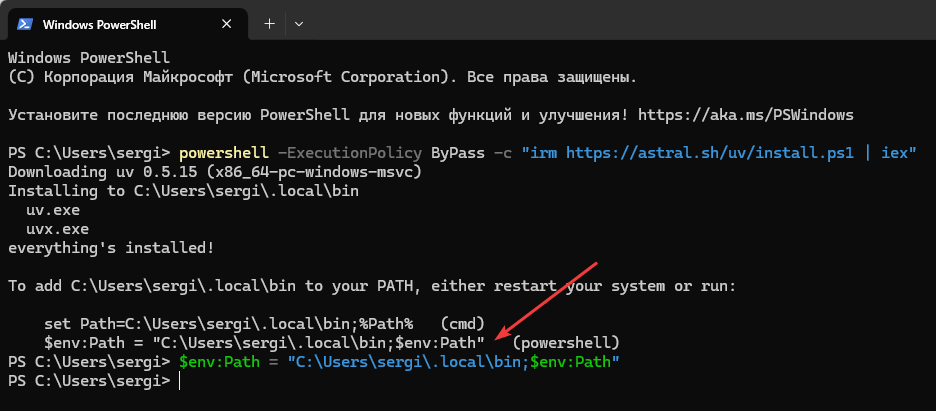 Windows PowerShell
Windows PowerShell
(C) Корпорация Майкрософт (Microsoft Corporation). Все права защищены.
Установите последнюю версию PowerShell для новых функций и улучшения! https://aka.ms/PSWindows
PS C:\Users\sergi> powershell -ExecutionPolicy ByPass -c "irm https://astral.sh/uv/install.ps1 | iex"
Downloading uv 0.5.15 (x86_64-pc-windows-msvc)
Installing to C:\Users\sergi\.local\bin
  uv.exe
  uvx.exe
everything's installed!
To add C:\Users\sergi\.local\bin to your PATH, either restart your system or run:
    set Path=C:\Users\sergi\.local\bin;%Path%   (cmd)
    $env:Path = "C:\Users\sergi\.local\bin;$env:Path"   (powershell)
PS C:\Users\sergi> $env:Path = "C:\Users\sergi\.local\bin;$env:Path"
PS C:\Users\sergi>